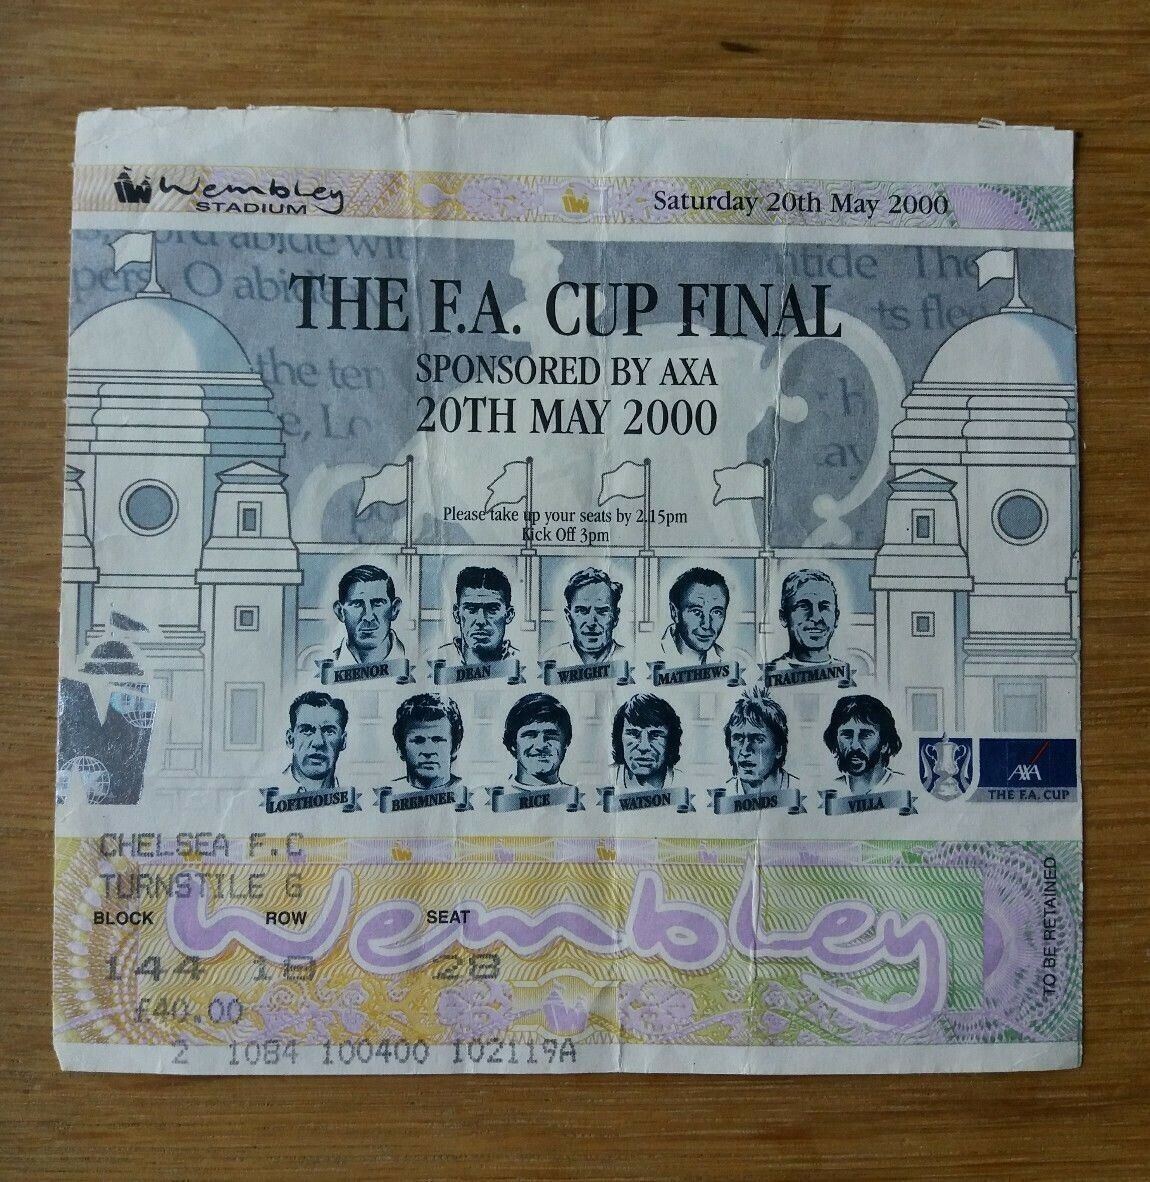 Wembley
STADIUM
Saturday 20th May 2000
THE F.A. CUP FINAL
SPONSORED BY AXA
20TH MAY 2000
Please take up your seats by 2.15pm
Kick Off 3pm
KEENOR DEAN WRIGHT MATTHEWS TRAUTMANN
LOFTHOUSE BREMNER RICE WATSON BONDS VILLA
AXA
THE F.A. CUP
CHELSEA F.C
TURNSTILE G
BLOCK ROW SEAT
144 18 28
£40.00
2 1084 100400 102119A
Wembley
TO BE RETAINED